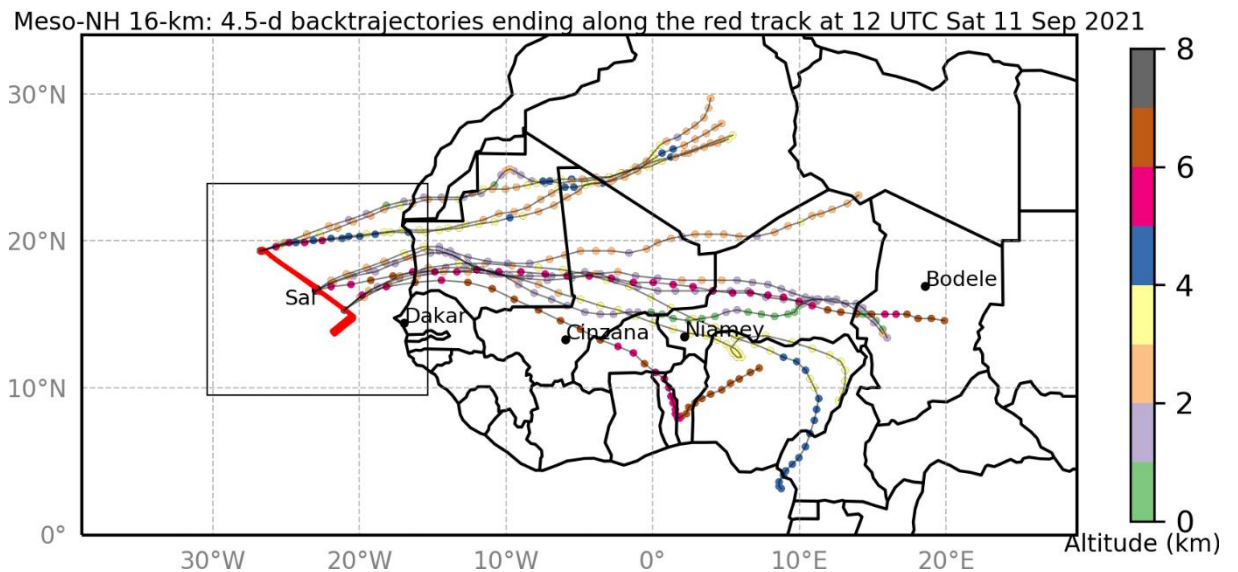 Meso-NH 16-km: 4.5-d backtrajectories ending along the red track at 12 UTC Sat 11 Sep 2021
30°N
20°N
10°N
0°
30°W
20°W
10°W
0°
10°E
20°E
Sal
Dakar
Cinzana
Niamey
Bodele
8
6
4
2
0
Altitude (km)